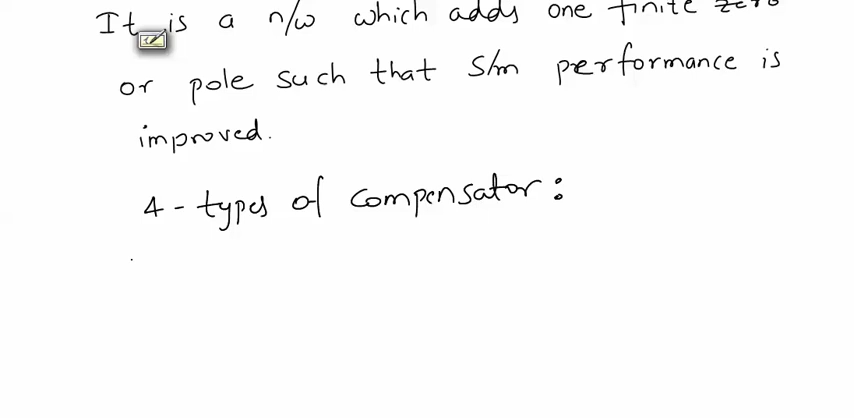 It is a n/w which adds one finite zero
or pole such that s/m performance is
improved.
4 - types of compensator :